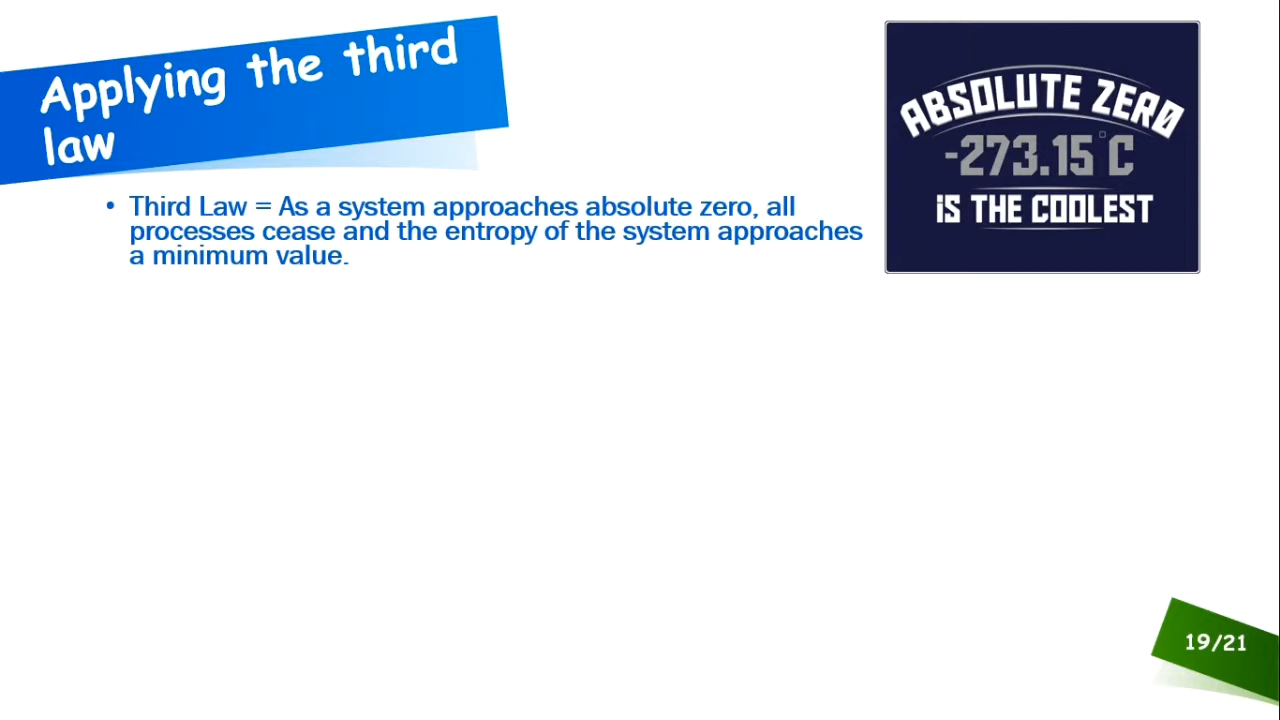 Applying the third
law
• Third Law = As a system approaches absolute zero, all
processes cease and the entropy of the system approaches
a minimum value.
ABSOLUTE ZERO
-273.15°C
iS THE COOLEST
19/21